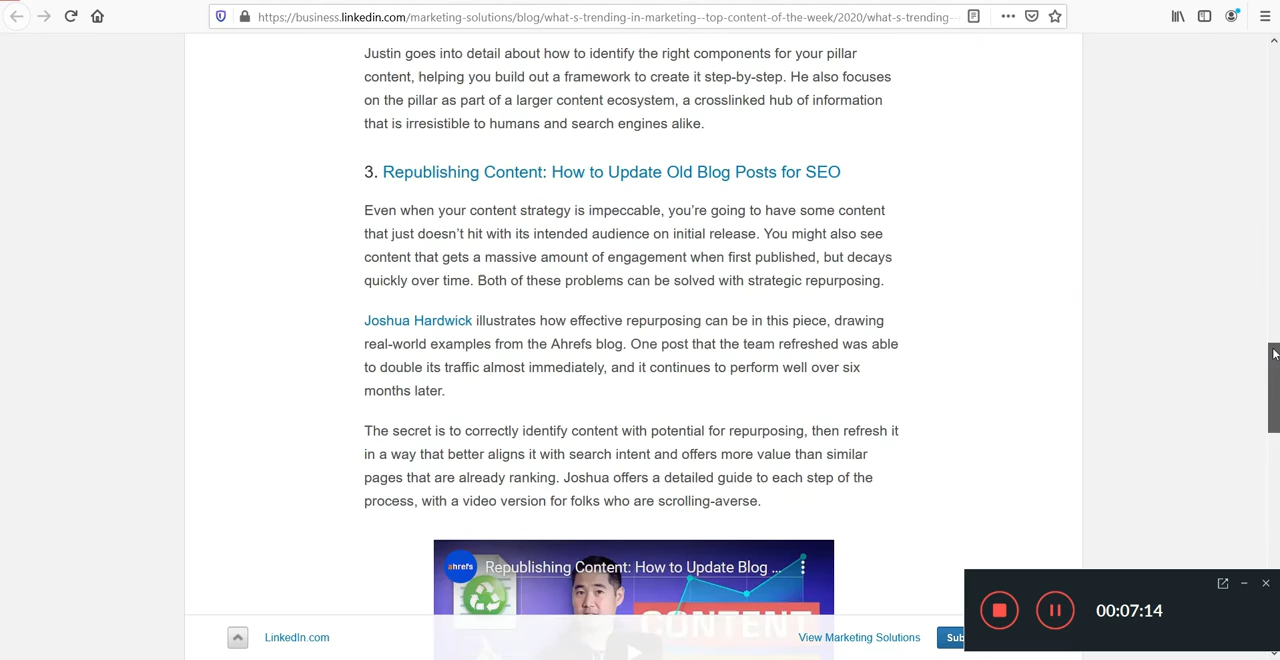 https://business.linkedin.com/marketing-solutions/blog/what-s-trending-in-marketing--top-content-of-the-week/2020/what-s-trending-
Justin goes into detail about how to identify the right components for your pillar
content, helping you build out a framework to create it step-by-step. He also focuses
on the pillar as part of a larger content ecosystem, a crosslinked hub of information
that is irresistible to humans and search engines alike.
3. Republishing Content: How to Update Old Blog Posts for SEO
Even when your content strategy is impeccable, you’re going to have some content
that just doesn’t hit with its intended audience on initial release. You might also see
content that gets a massive amount of engagement when first published, but decays
quickly over time. Both of these problems can be solved with strategic repurposing.
Joshua Hardwick illustrates how effective repurposing can be in this piece, drawing
real-world examples from the Ahrefs blog. One post that the team refreshed was able
to double its traffic almost immediately, and it continues to perform well over six
months later.
The secret is to correctly identify content with potential for repurposing, then refresh it
in a way that better aligns it with search intent and offers more value than similar
pages that are already ranking. Joshua offers a detailed guide to each step of the
process, with a video version for folks who are scrolling-averse.
ahrefs Republishing Content: How to Update Blog ...
CONTENT
LinkedIn.com
View Marketing Solutions
Sub
00:07:14